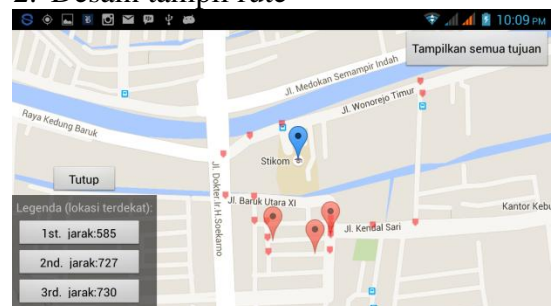 2. Desain tampil rute
10:09 PM
Tampilkan semua tujuan
Jl. Medokan Semampir Indah
Jl. Wonorejo Timur
Raya Kedung Baruk
Stikom
Tutup
Jl. Dokter.Ir.H.Soekarno
Jl. Baruk Utara XI
Legenda (lokasi terdekat):
Kantor Kebu
Jl. Kendal Sari
1st. jarak:585
2nd. jarak:727
3rd. jarak:730